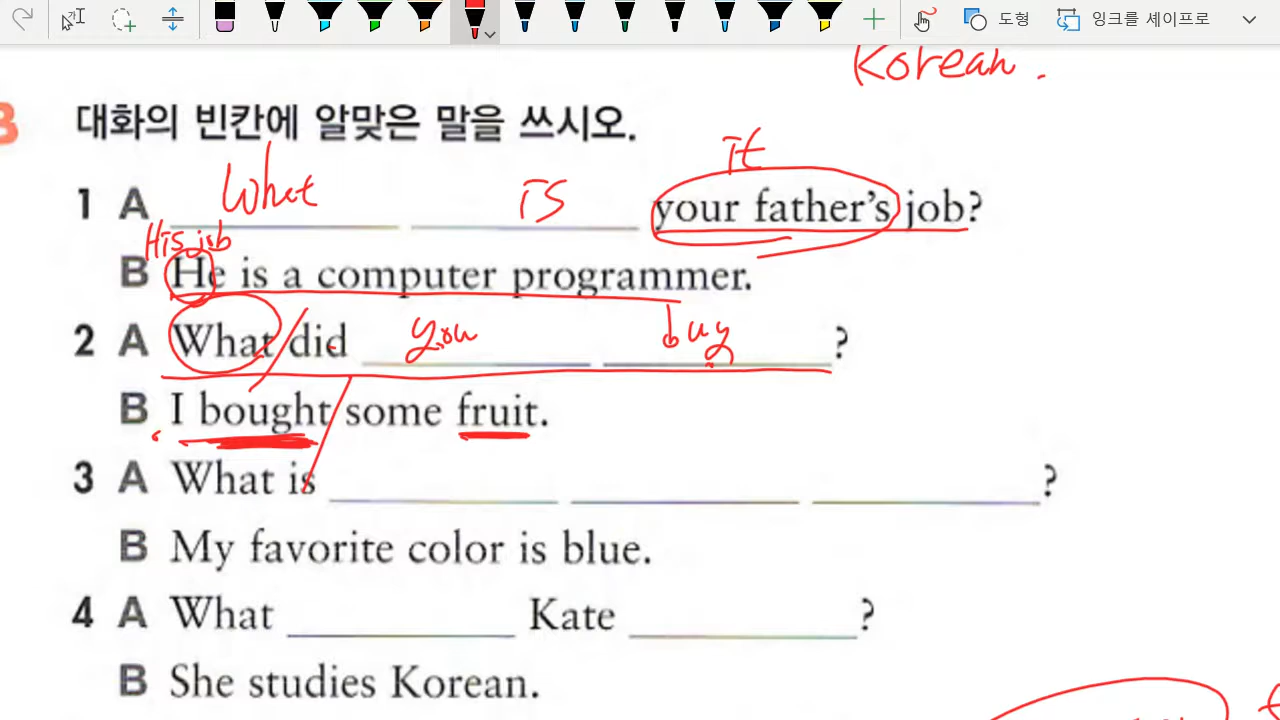 도형
잉크를 셰이프로
Korean.
대화의 빈칸에 알맞은 말을 쓰시오.
it
What is
1 A your father's job?
His job
B He is a computer programmer.
you buy
2 A What did ?
B I bought some fruit.
3 A What is ?
B My favorite color is blue.
4 A What Kate ?
B She studies Korean.